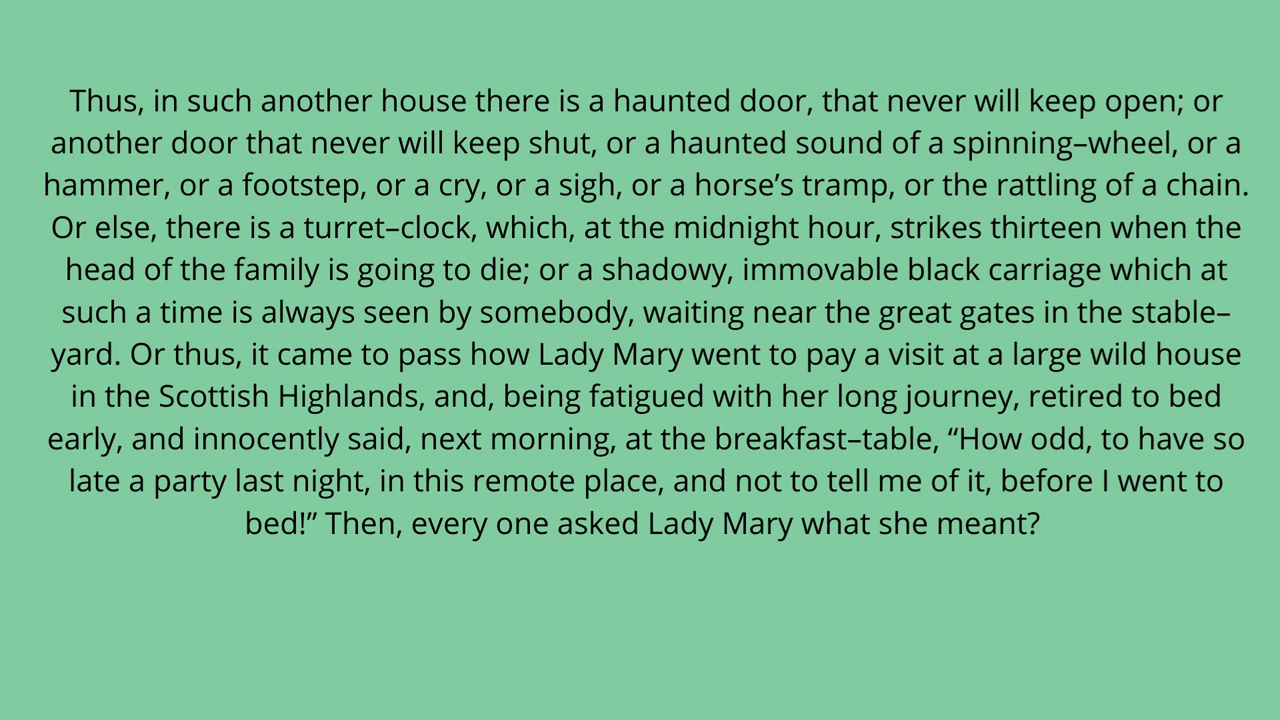 Thus, in such another house there is a haunted door, that never will keep open; or
another door that never will keep shut, or a haunted sound of a spinning–wheel, or a
hammer, or a footstep, or a cry, or a sigh, or a horse’s tramp, or the rattling of a chain.
Or else, there is a turret–clock, which, at the midnight hour, strikes thirteen when the
head of the family is going to die; or a shadowy, immovable black carriage which at
such a time is always seen by somebody, waiting near the great gates in the stable–
yard. Or thus, it came to pass how Lady Mary went to pay a visit at a large wild house
in the Scottish Highlands, and, being fatigued with her long journey, retired to bed
early, and innocently said, next morning, at the breakfast–table, “How odd, to have so
late a party last night, in this remote place, and not to tell me of it, before I went to
bed!” Then, every one asked Lady Mary what she meant?